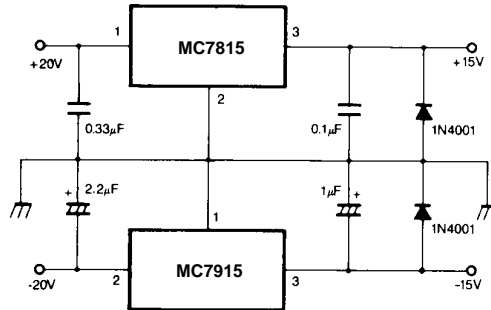 1
MC7815
3
+20V
+15V
2
0.33µF
0.1µF
1N4001
+
2.2µF
1µF
+
1
1N4001
2
MC7915
3
-20V
-15V